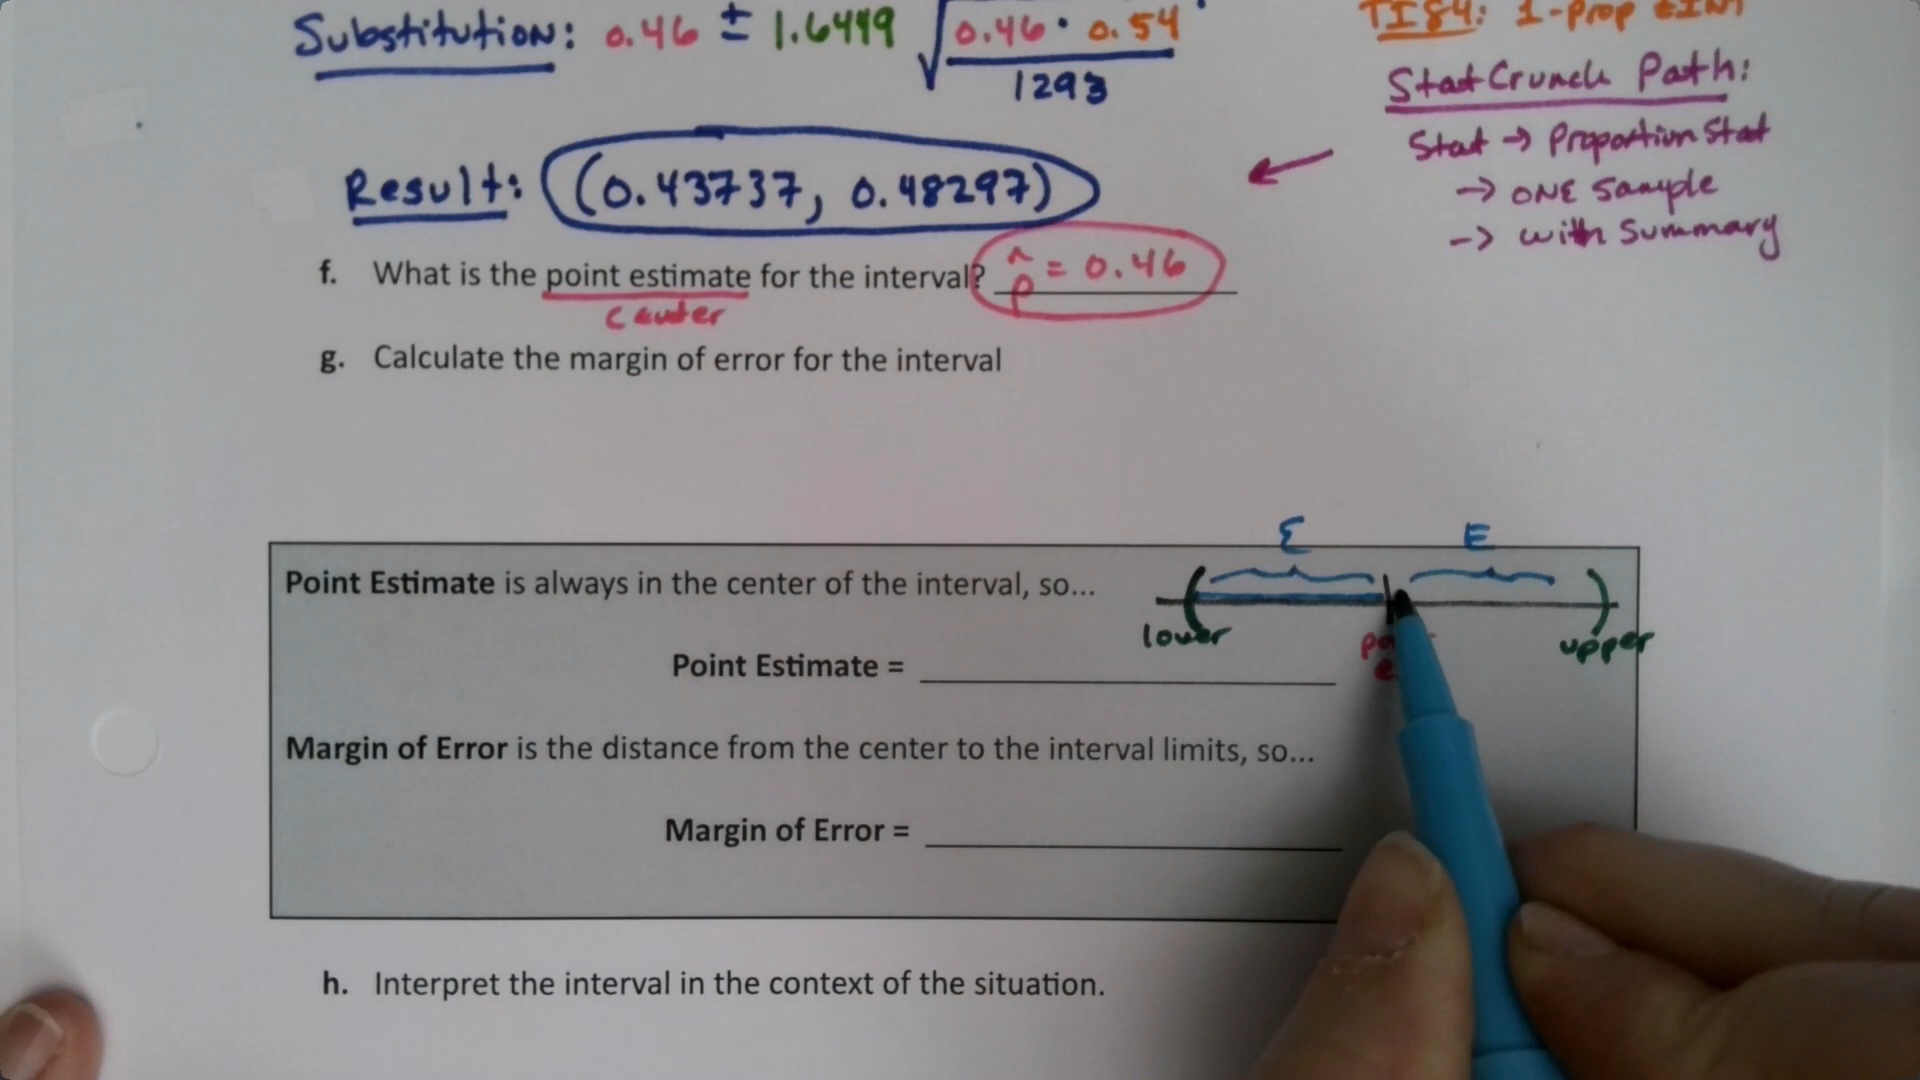 Substitution: 0.46 ± 1.6449 √ 0.46 · 0.54
1293
TI84: 1-Prop ZINT
StatCrunch Path:
Stat → Proportion Stat
→ ONE Sample
→ with Summary
Result: (0.43737, 0.48297)
f. What is the point estimate for the interval? p̂ = 0.46
center
g. Calculate the margin of error for the interval
E E
Point Estimate is always in the center of the interval, so...
lower upper
Point Estimate =
Margin of Error is the distance from the center to the interval limits, so...
Margin of Error =
h. Interpret the interval in the context of the situation.